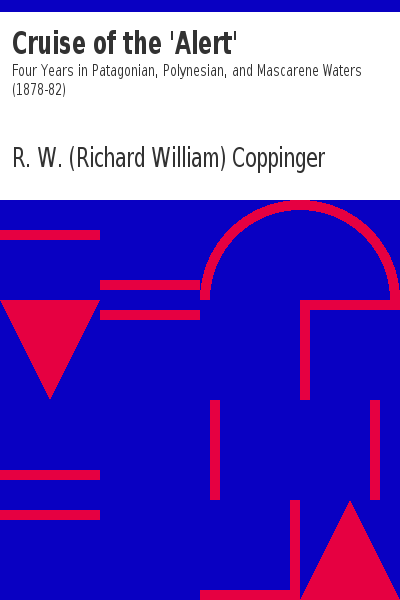 Cruise of the 'Alert'
Four Years in Patagonian, Polynesian, and Mascarene Waters
(1878-82)
R. W. (Richard William) Coppinger